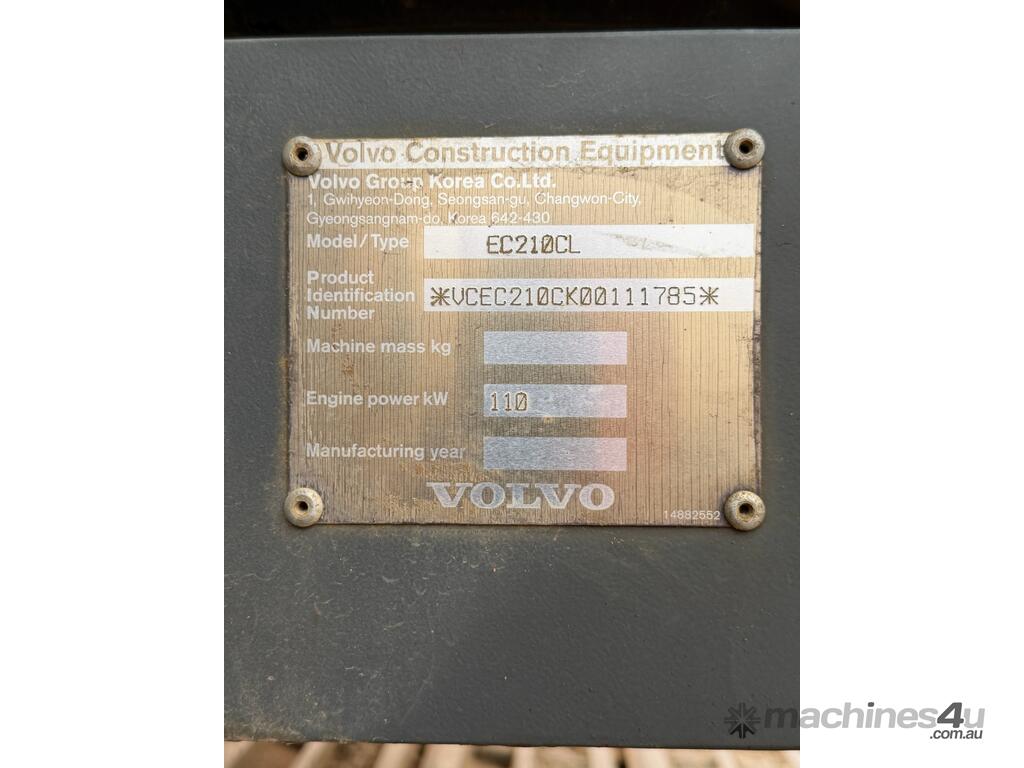 Volvo Construction Equipment
Volvo Group Korea Co.Ltd.
1, Gwihyeon-Dong, Seongsan-gu, Changwon-City,
Gyeongsangnam-do, Korea 642-430
Model/Type EC210CL
Product
Identification
Number
*VCEC210CK00111785*
Machine mass kg
Engine power kW 110
Manufacturing year
VOLVO
14882552
machines4u
.com.au